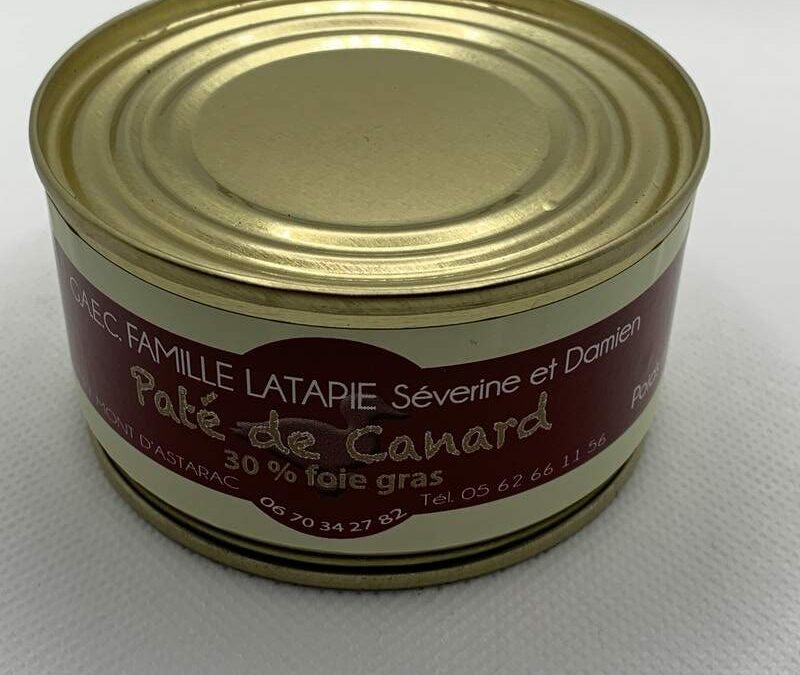 G.A.E.C. FAMILLE LATAPIE Séverine et Damien
Paté de Canard
30 % foie gras
MONT D'ASTARAC
Tél. 05 62 66 11 56
06 70 34 27 82